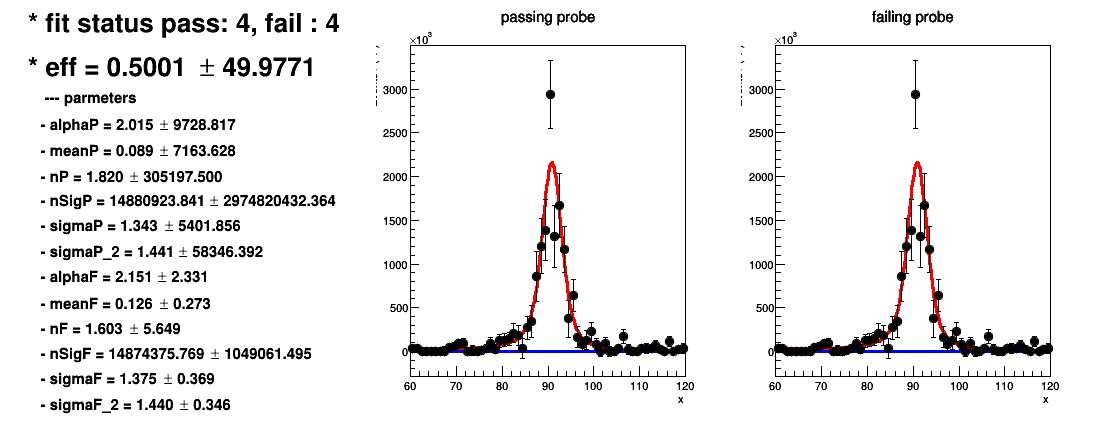 * fit status pass: 4, fail : 4
* eff = 0.5001 ± 49.9771
--- parmeters
- alphaP = 2.015 ± 9728.817
- meanP = 0.089 ± 7163.628
- nP = 1.820 ± 305197.500
- nSigP = 14880923.841 ± 2974820432.364
- sigmaP = 1.343 ± 5401.856
- sigmaP_2 = 1.441 ± 58346.392
- alphaF = 2.151 ± 2.331
- meanF = 0.126 ± 0.273
- nF = 1.603 ± 5.649
- nSigF = 14874375.769 ± 1049061.495
- sigmaF = 1.375 ± 0.369
- sigmaF_2 = 1.440 ± 0.346
passing probe
×10³
3000
2500
2000
1500
1000
500
0
60 70 80 90 100 110 120
x
failing probe
×10³
3000
2500
2000
1500
1000
500
0
60 70 80 90 100 110 120
x